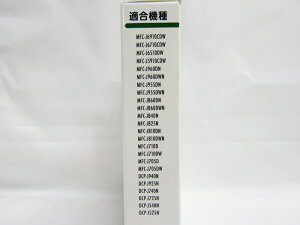 適合機種
MFC-J6910CDW
MFC-J6710CDW
MFC-J6510DW
MFC-J5910CDW
MFC-J960DN
MFC-J960DWN
MFC-J955DN
MFC-J955DWN
MFC-J860DN
MFC-J860DWN
MFC-J840N
MFC-J825N
MFC-J810DN
MFC-J810DWN
MFC-J710D
MFC-J710DW
MFC-J705D
MFC-J705DW
DCP-J940N
DCP-J925N
DCP-J740N
DCP-J725N
DCP-J540N
DCP-J525N